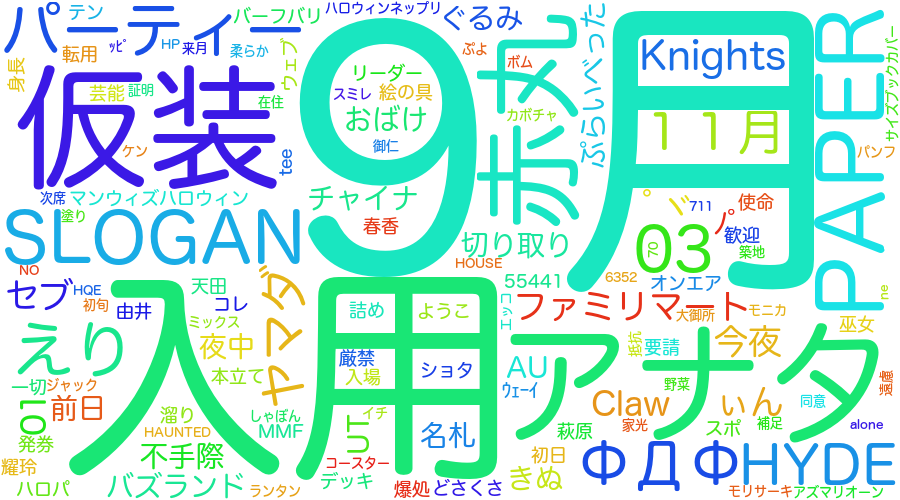 パーティー
テン
ｯﾋﾟ
HP
来月
転用
身長
バーフバリ
柔らか
ウェブ
ハロウィンネップリ
ぐるみ
ぷよ
ボム
ぷらいべった
Knights
PAPER
サイズブックカバー
仮装
芸能
証明
在住
ケン
tee
9
リーダー
スミレ
絵の具
おばけ
御仁
赤丸
カボチャ
月
11月
パンフ
次席
マンウィズハロウィン
塗り
SLOGAN
チャイナ
春香
切り取り
HOUSE
711
使命
03
70
歓迎
築地
NO
セブ
HQE
初旬
由井
天田
コレ
ヤマダ
詰め
ようこ
55441
6352
オンエア
エッコ
ファミリマート
大御所
モニカ
ne
入用
えり
ミックス
夜中
本立て
厳禁
入場
ショタ
AU
ｳｪｰｲ
アナタ
抵抗
要請
今夜
巫女
野菜
遠慮
一切
ジャック
01
前日
溜り
しゃぼん
UT
イチ
名札
Claw
ぃん
同意
発券
HAUNTED
MMF
萩原
家光
スポ
補足
alone
不手際
コースター
初日
耀玲
ハロパ
バズランド
ランタン
デッキ
爆処
どさくさ
きぬ
ФДФ
HYDE
モリサーキ
アズマリオーン